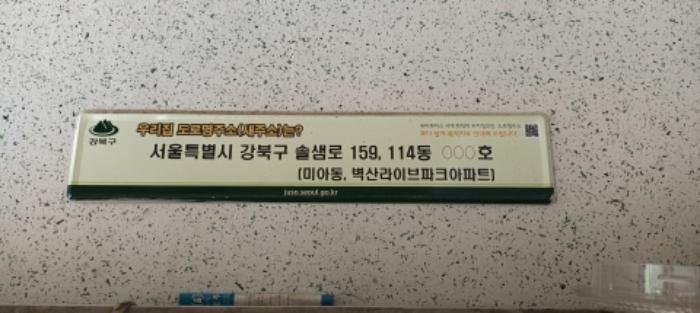 우리집 도로명주소(새주소)는?
강북구
서울특별시 강북구 솔샘로 159, 114동 ○○○호
(미아동, 벽산라이브파크아파트)
juso.seoul.go.kr